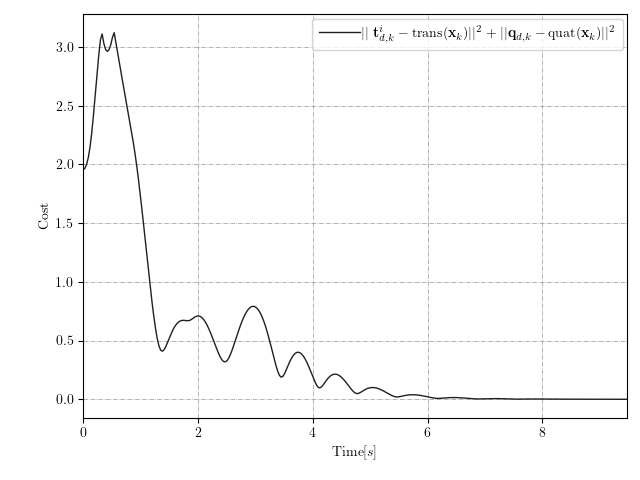 || t^i_{d,k} − trans(x_k)||^2 + ||q_{d,k} − quat(x_k)||^2
3.0
2.5
2.0
1.5
1.0
0.5
0.0
Cost
0 2 4 6 8
Time[s]